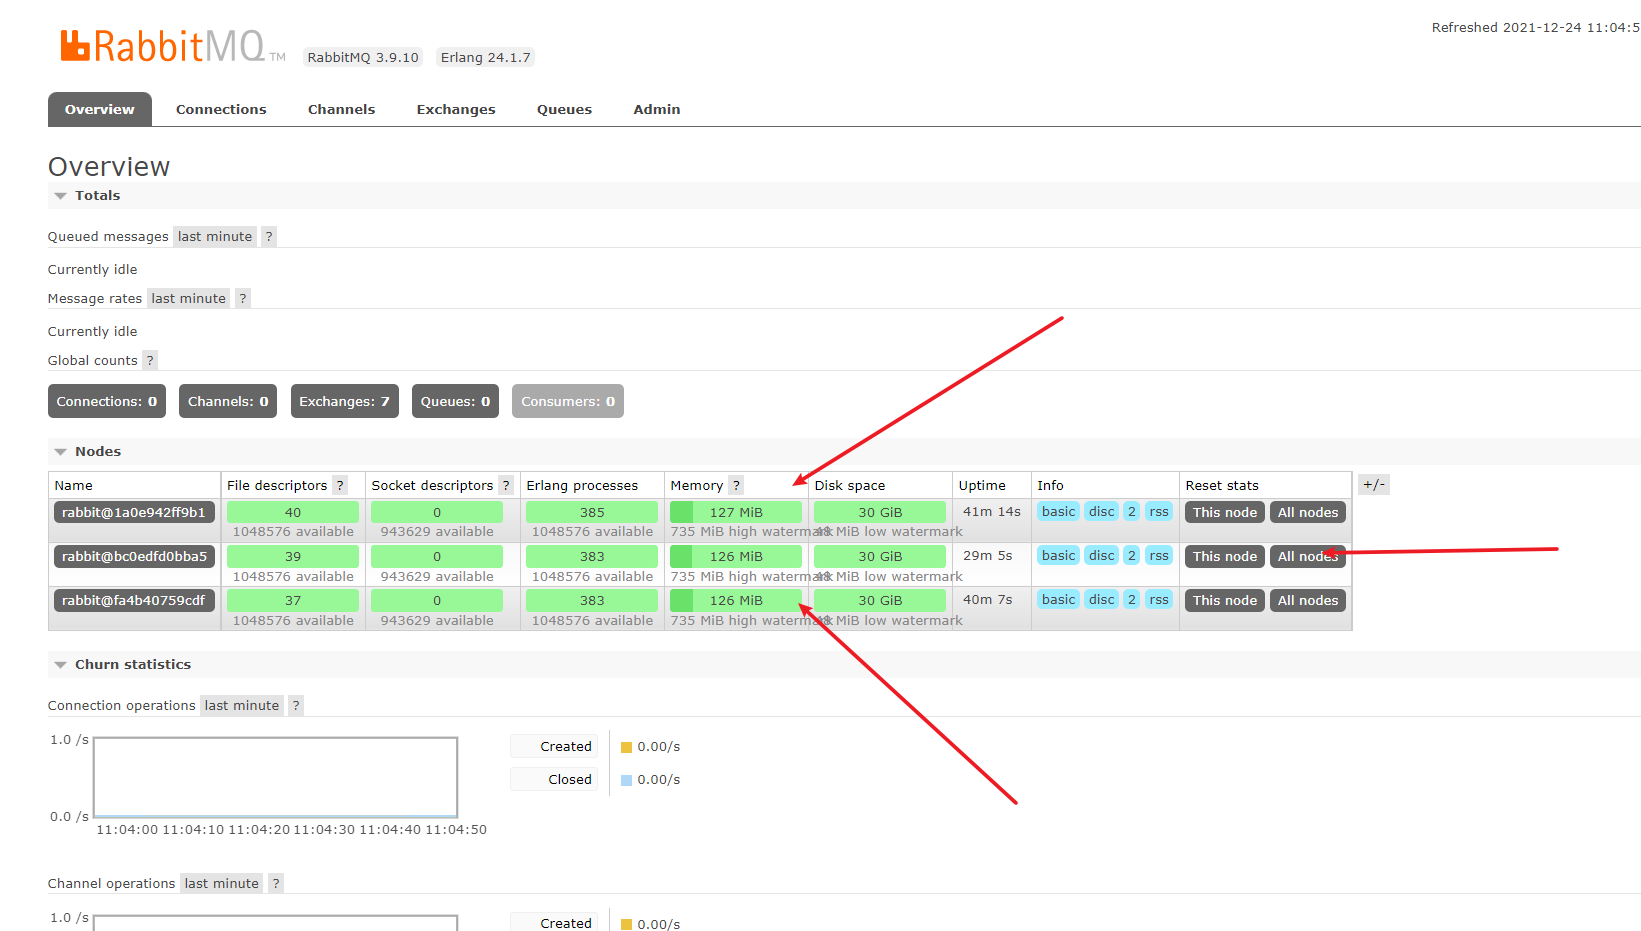 Refreshed 2021-12-24 11:04:5
RabbitMQ TM RabbitMQ 3.9.10 Erlang 24.1.7
Overview Connections Channels Exchanges Queues Admin
Overview
Totals
Queued messages last minute ?
Currently idle
Message rates last minute ?
Currently idle
Global counts ?
Connections: 0 Channels: 0 Exchanges: 7 Queues: 0 Consumers: 0
Nodes
Name File descriptors ? Socket descriptors ? Erlang processes Memory ? Disk space Uptime Info Reset stats +/-
rabbit@1a0e942ff9b1 40 0 385 127 MiB 30 GiB 41m 14s basic disc 2 rss This node All nodes
1048576 available 943629 available 1048576 available 735 MiB high watermark 48 MiB low watermark
rabbit@bc0edfd0bba5 39 0 383 126 MiB 30 GiB 29m 5s basic disc 2 rss This node All nodes
1048576 available 943629 available 1048576 available 735 MiB high watermark 48 MiB low watermark
rabbit@fa4b40759cdf 37 0 383 126 MiB 30 GiB 40m 7s basic disc 2 rss This node All nodes
1048576 available 943629 available 1048576 available 735 MiB high watermark 48 MiB low watermark
Churn statistics
Connection operations last minute ?
1.0 /s
Created 0.00/s
Closed 0.00/s
0.0 /s
11:04:00 11:04:10 11:04:20 11:04:30 11:04:40 11:04:50
Channel operations last minute ?
1.0 /s
Created 0.00/s